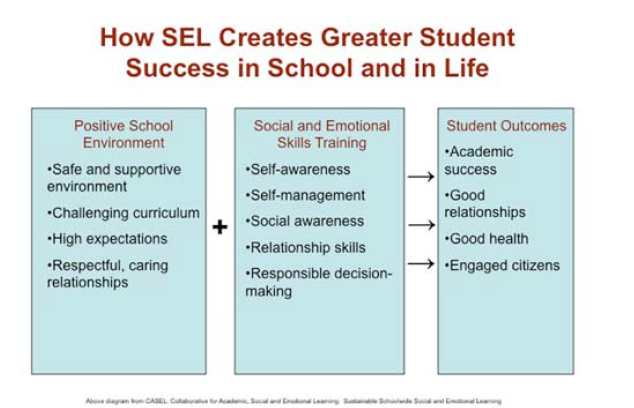 How SEL Creates Greater Student
Success in School and in Life
Positive School
Environment
•Safe and supportive
environment
•Challenging curriculum
•High expectations
•Respectful, caring
relationships
+
Social and Emotional
Skills Training
•Self-awareness
•Self-management
•Social awareness
•Relationship skills
•Responsible decision-
making
Student Outcomes
•Academic
success
•Good
relationships
•Good health
•Engaged citizens
Above diagram from CASEL: Collaborative for Academic, Social and Emotional Learning: Sustainable Schoolwide Social and Emotional Learning